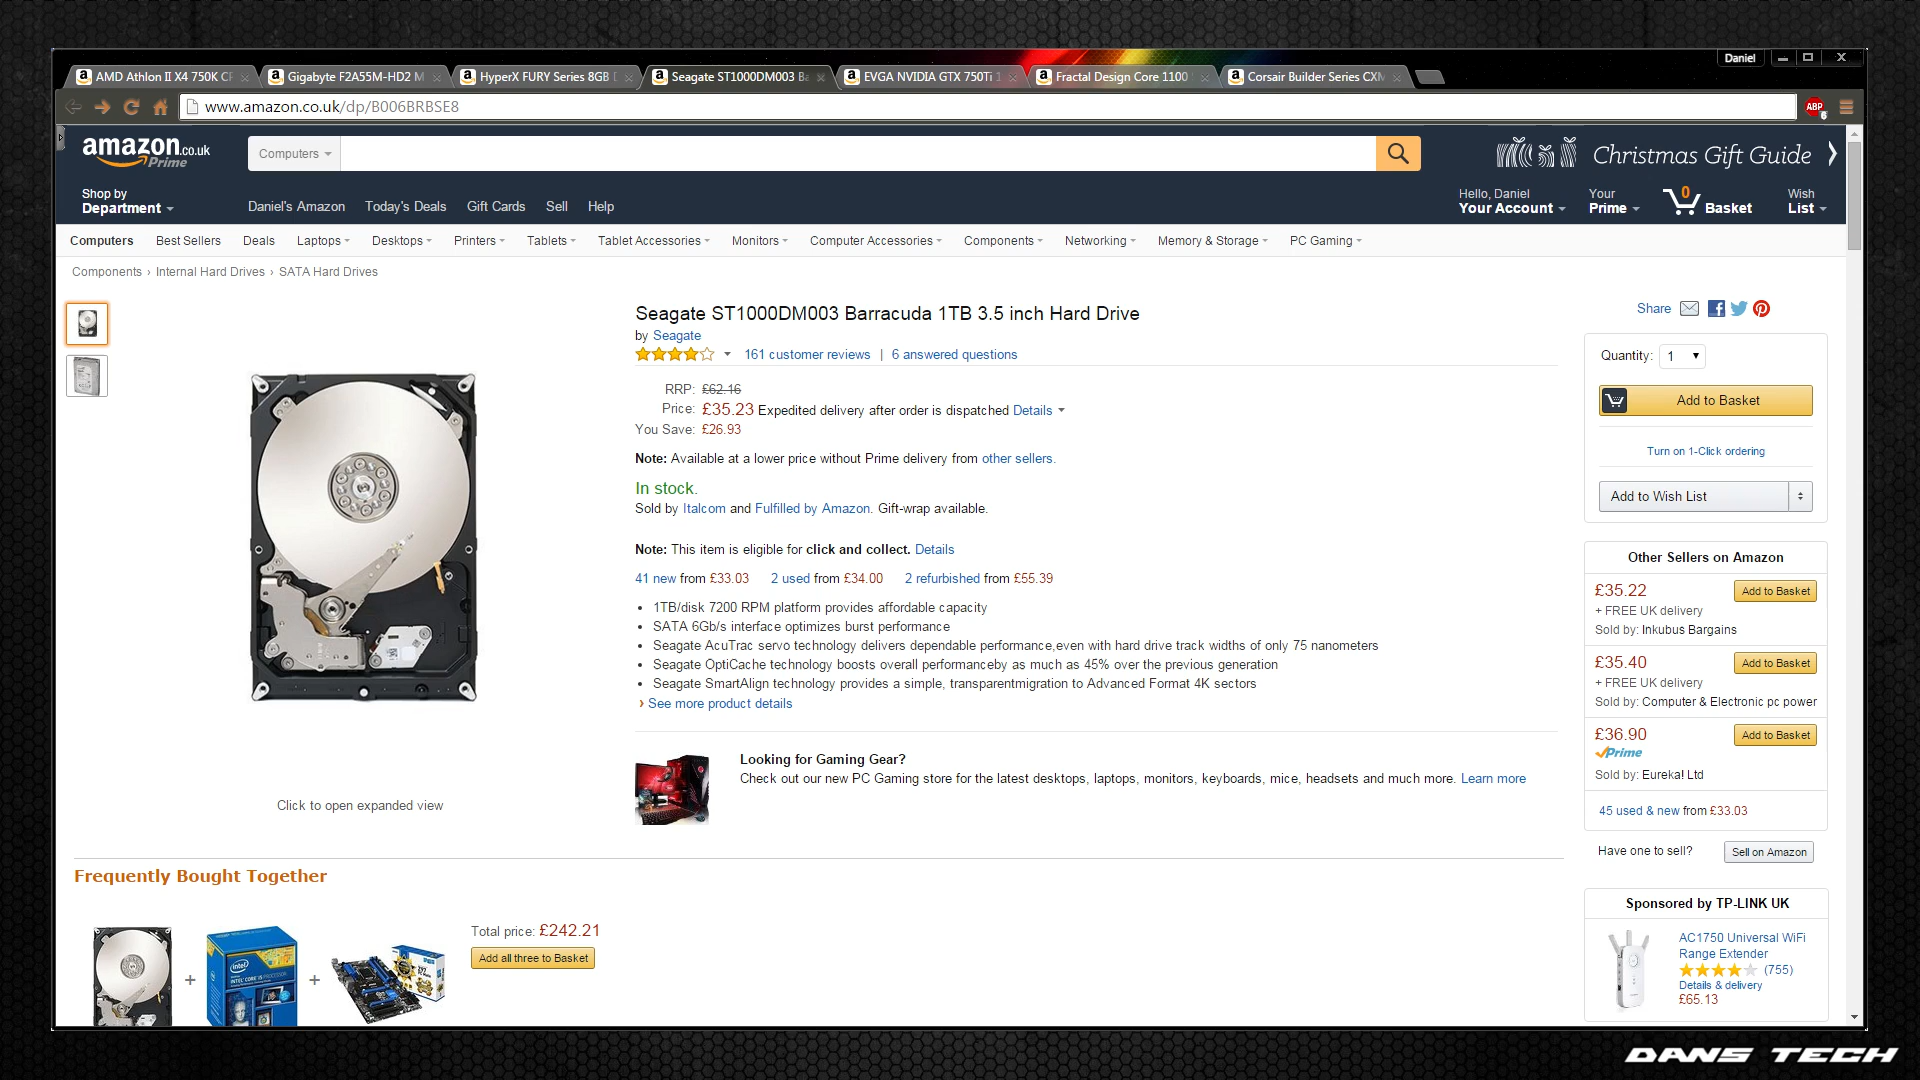 Daniel
AMD Athlon II X4 750K CP
Gigabyte F2A55M-HD2 M
HyperX FURY Series 8GB D
Seagate ST1000DM003 Ba
EVGA NVIDIA GTX 750Ti 1
Fractal Design Core 1100
Corsair Builder Series CXM
www.amazon.co.uk/dp/B006BRBSE8
ABP
6
amazon.co.uk
Prime
Computers
Christmas Gift Guide
Shop by
Department
Daniel's Amazon Today's Deals Gift Cards Sell Help
Hello, Daniel
Your Account
Your
Prime
0
Basket
Wish
List
Computers Best Sellers Deals Laptops Desktops Printers Tablets Tablet Accessories Monitors Computer Accessories Components Networking Memory & Storage PC Gaming
Components › Internal Hard Drives › SATA Hard Drives
Seagate ST1000DM003 Barracuda 1TB 3.5 inch Hard Drive
by Seagate
161 customer reviews | 6 answered questions
RRP: £62.16
Price: £35.23 Expedited delivery after order is dispatched Details
You Save: £26.93
Note: Available at a lower price without Prime delivery from other sellers.
In stock.
Sold by Italcom and Fulfilled by Amazon. Gift-wrap available.
Note: This item is eligible for click and collect. Details
41 new from £33.03 2 used from £34.00 2 refurbished from £55.39
• 1TB/disk 7200 RPM platform provides affordable capacity
• SATA 6Gb/s interface optimizes burst performance
• Seagate AcuTrac servo technology delivers dependable performance,even with hard drive track widths of only 75 nanometers
• Seagate OptiCache technology boosts overall performanceby as much as 45% over the previous generation
• Seagate SmartAlign technology provides a simple, transparentmigration to Advanced Format 4K sectors
› See more product details
Looking for Gaming Gear?
Check out our new PC Gaming store for the latest desktops, laptops, monitors, keyboards, mice, headsets and much more. Learn more
Click to open expanded view
Share
Quantity: 1
Add to Basket
Turn on 1-Click ordering
Add to Wish List
Other Sellers on Amazon
£35.22 Add to Basket
+ FREE UK delivery
Sold by: Inkubus Bargains
£35.40 Add to Basket
+ FREE UK delivery
Sold by: Computer & Electronic pc power
£36.90 Add to Basket
Prime
Sold by: Eureka! Ltd
45 used & new from £33.03
Have one to sell? Sell on Amazon
Frequently Bought Together
+
intel
+
Total price: £242.21
Add all three to Basket
Sponsored by TP-LINK UK
AC1750 Universal WiFi
Range Extender
(755)
Details & delivery
£65.13
DANS TECH